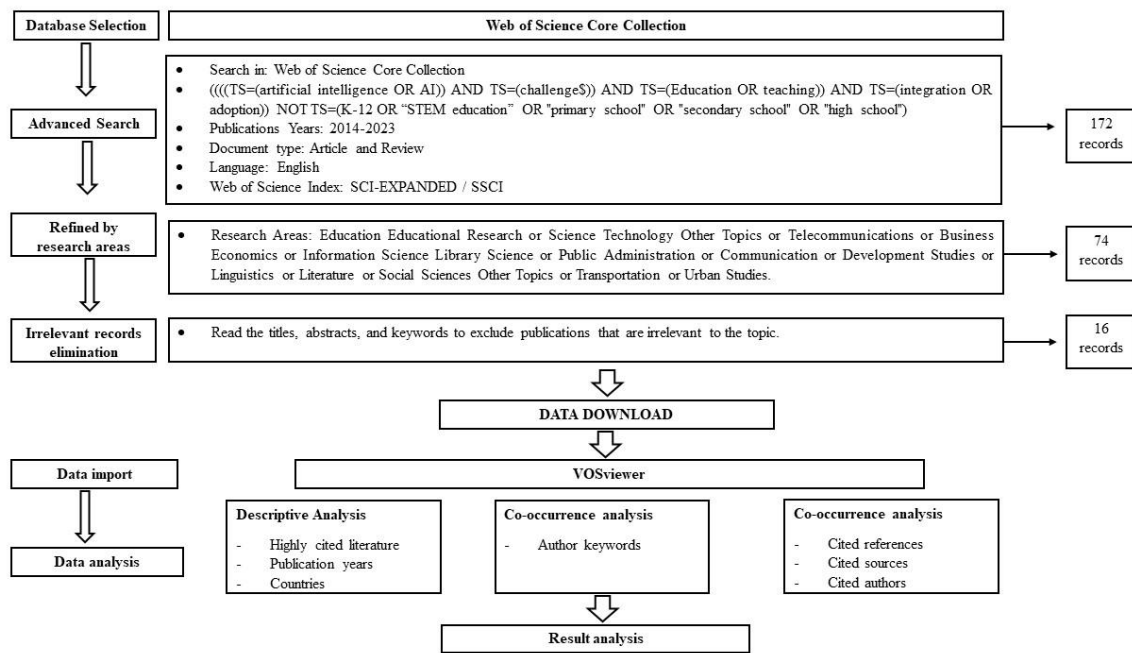 Database Selection
Web of Science Core Collection
• Search in: Web of Science Core Collection
• ((((TS=(artificial intelligence OR AI)) AND TS=(challenge$)) AND TS=(Education OR teaching)) AND TS=(integration OR
adoption)) NOT TS=(K-12 OR “STEM education” OR "primary school" OR "secondary school" OR "high school")
• Publications Years: 2014-2023
• Document type: Article and Review
• Language: English
• Web of Science Index: SCI-EXPANDED / SSCI
Advanced Search
172
records
Refined by
research areas
• Research Areas: Education Educational Research or Science Technology Other Topics or Telecommunications or Business
Economics or Information Science Library Science or Public Administration or Communication or Development Studies or
Linguistics or Literature or Social Sciences Other Topics or Transportation or Urban Studies.
74
records
Irrelevant records
elimination
• Read the titles, abstracts, and keywords to exclude publications that are irrelevant to the topic.
16
records
DATA DOWNLOAD
Data import
VOSviewer
Descriptive Analysis
- Highly cited literature
- Publication years
- Countries
Co-occurrence analysis
- Author keywords
Co-occurrence analysis
- Cited references
- Cited sources
- Cited authors
Data analysis
Result analysis